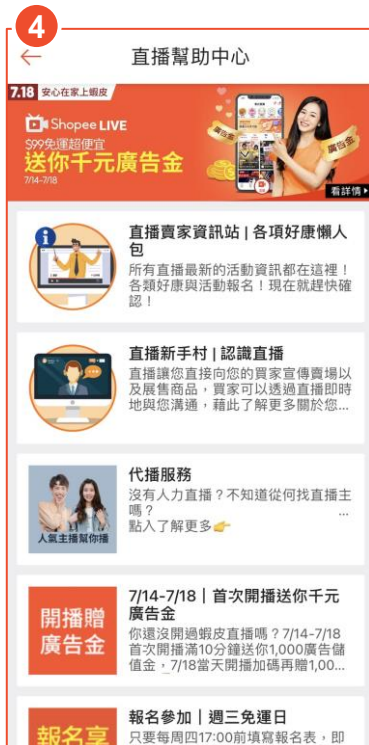 4
直播幫助中心
7.18 安心在家上蝦皮
Shopee LIVE
$99免運超便宜
送你千元廣告金
7/14-7/18
廣告金
廣告金
看詳情
直播賣家資訊站 | 各項好康懶人
包
所有直播最新的活動資訊都在這裡！
各類好康與活動報名！現在就趕快確
認！
直播新手村 | 認識直播
直播讓您直接向您的買家宣傳賣場以
及展售商品，買家可以透過直播即時
地與您溝通，藉此了解更多關於您...
代播服務
沒有人力直播？不知道從何找直播主
嗎？ ...
點入了解更多👉
人氣主播幫你播
7/14-7/18｜首次開播送你千元
廣告金
你還沒開過蝦皮直播嗎？7/14-7/18
首次開播滿10分鐘送你1,000廣告儲
值金，7/18當天開播加碼再贈1,00...
開播贈
廣告金
報名參加｜週三免運日
只要每周四17:00前填寫報名表，即
報名享